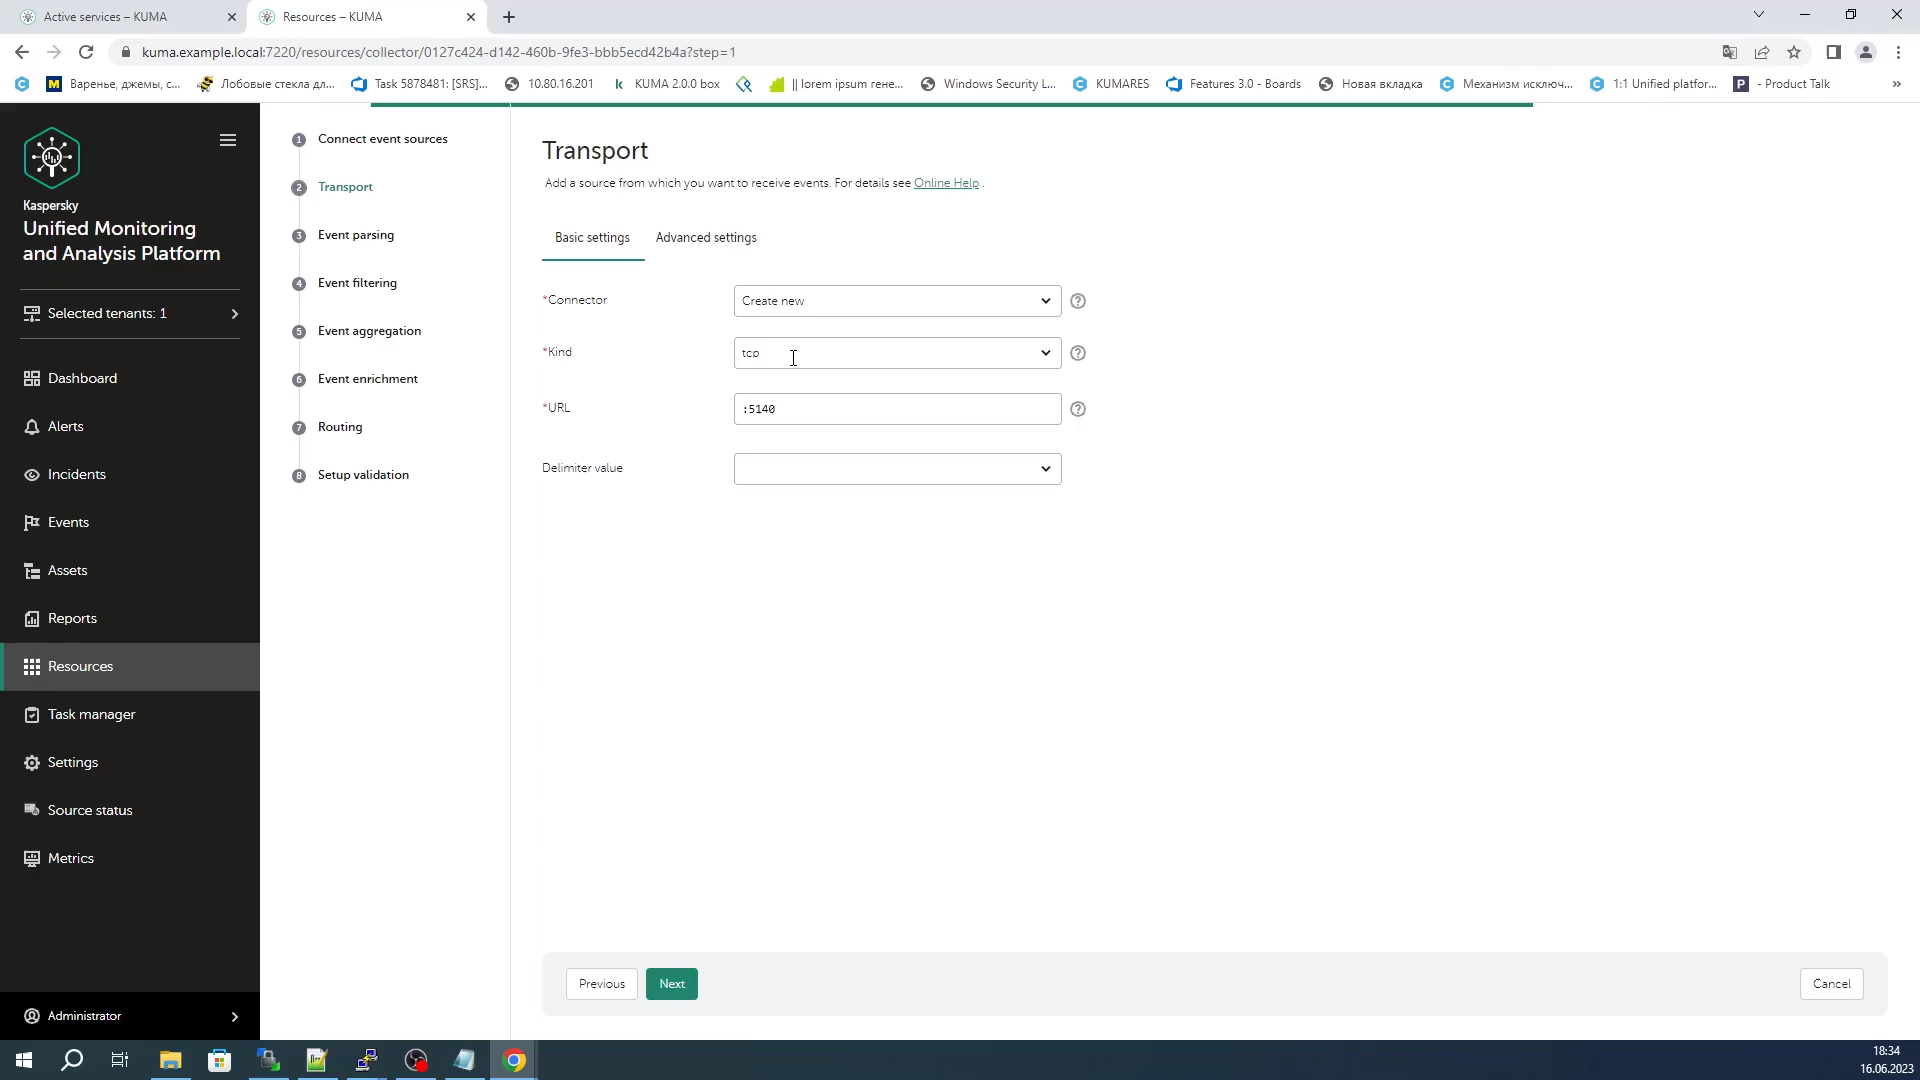 Active services – KUMA
Resources – KUMA
kuma.example.local:7220/resources/collector/0127c424-d142-460b-9fe3-bbb5ecd42b4a?step=1
Варенье, джемы, с...
Лобовые стекла дл...
Task 5878481: [SRS]...
10.80.16.201
KUMA 2.0.0 box
|| lorem ipsum гене...
Windows Security L...
KUMARES
Features 3.0 - Boards
Новая вкладка
Механизм исключ...
1:1 Unified platfor...
- Product Talk
»
Kaspersky
Unified Monitoring
and Analysis Platform
Selected tenants: 1
Dashboard
Alerts
Incidents
Events
Assets
Reports
Resources
Task manager
Settings
Source status
Metrics
Administrator
1 Connect event sources
2 Transport
3 Event parsing
4 Event filtering
5 Event aggregation
6 Event enrichment
7 Routing
8 Setup validation
Transport
Add a source from which you want to receive events. For details see Online Help .
Basic settings
Advanced settings
*Connector
Create new
*Kind
tcp
*URL
:5140
Delimiter value
Previous
Next
Cancel
18:34
16.06.2023